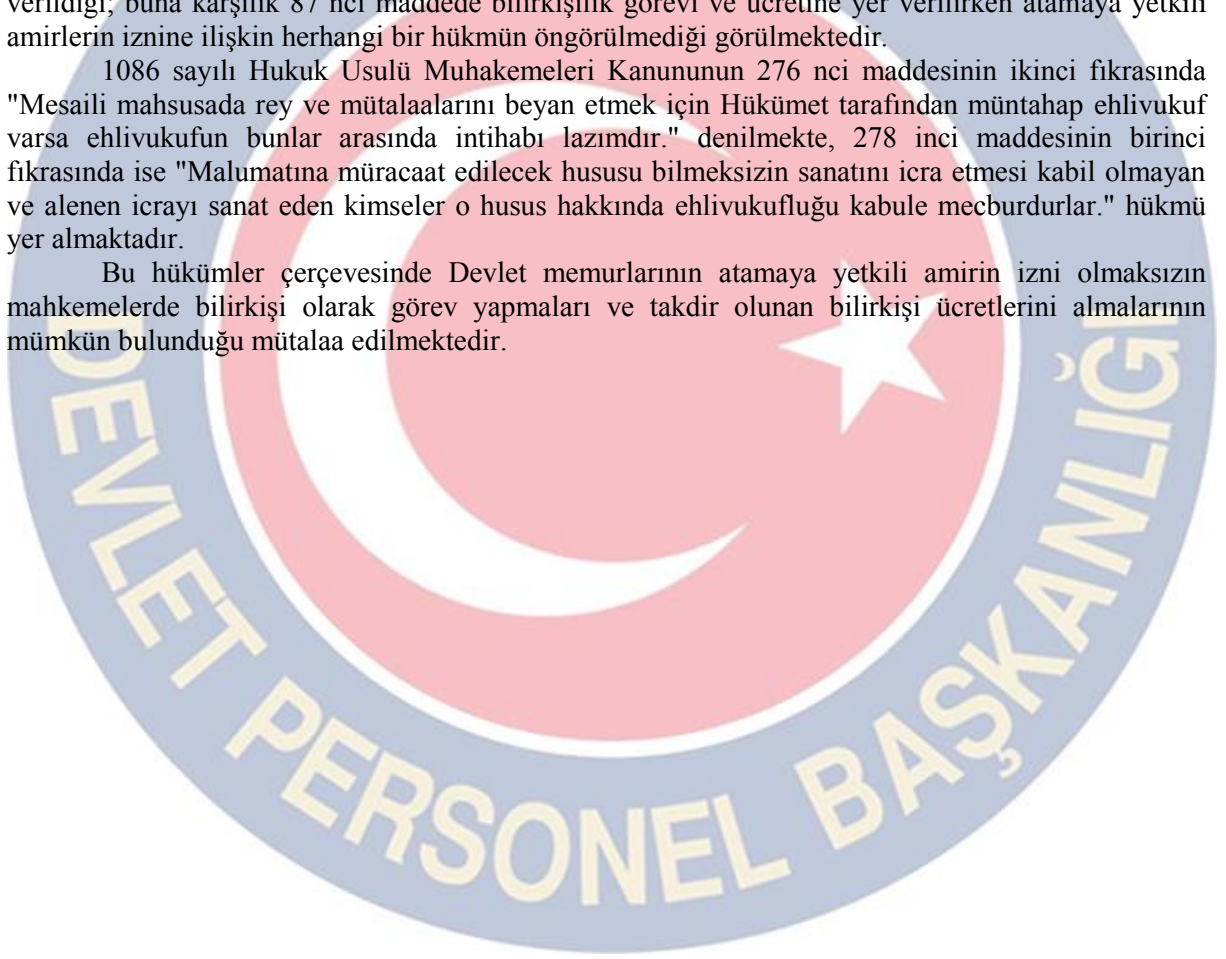 verildiği; buna karşılık 87 nci maddede bilirkişilik görevi ve ücretine yer verilirken atamaya yetkili
amirlerin iznine ilişkin herhangi bir hükmün öngörülmediği görülmektedir.
1086 sayılı Hukuk Usulü Muhakemeleri Kanununun 276 nci maddesinin ikinci fıkrasında
"Mesaili mahsusada rey ve mütalaalarını beyan etmek için Hükümet tarafından müntahap ehlivukuf
varsa ehlivukufun bunlar arasında intihabı lazımdır." denilmekte, 278 inci maddesinin birinci
fıkrasında ise "Malumatına müracaat edilecek hususu bilmeksizin sanatını icra etmesi kabil olmayan
ve alenen icrayı sanat eden kimseler o husus hakkında ehlivukufluğu kabule mecburdurlar." hükmü
yer almaktadır.
Bu hükümler çerçevesinde Devlet memurlarının atamaya yetkili amirin izni olmaksızın
mahkemelerde bilirkişi olarak görev yapmaları ve takdir olunan bilirkişi ücretlerini almalarının
mümkün bulunduğu mütalaa edilmektedir.
DEVLET PERSONEL BAŞKANLIĞI